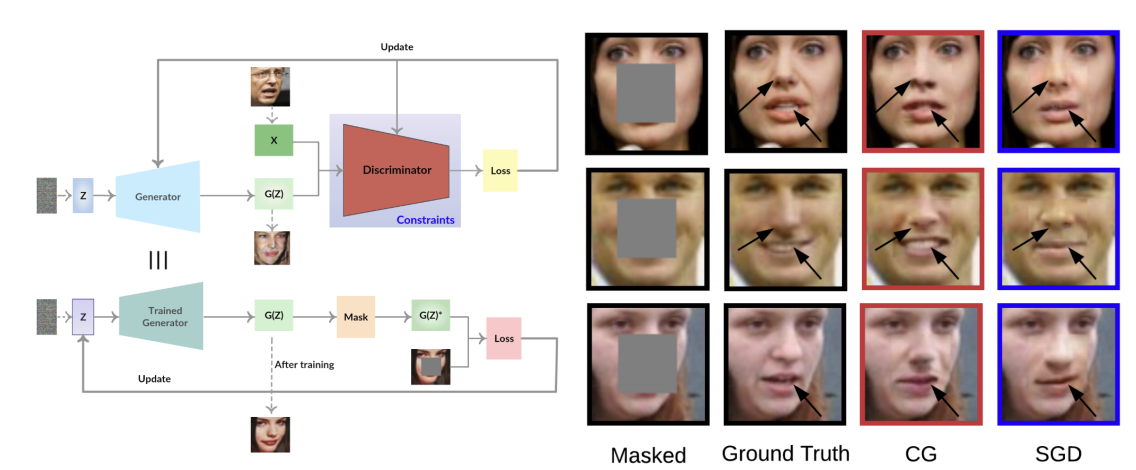 Update
X
Z
Generator
G(Z)
Discriminator
Loss
Constraints
Z
Trained
Generator
G(Z)
Mask
G(Z)*
Loss
After training
Update
Masked
Ground Truth
CG
SGD